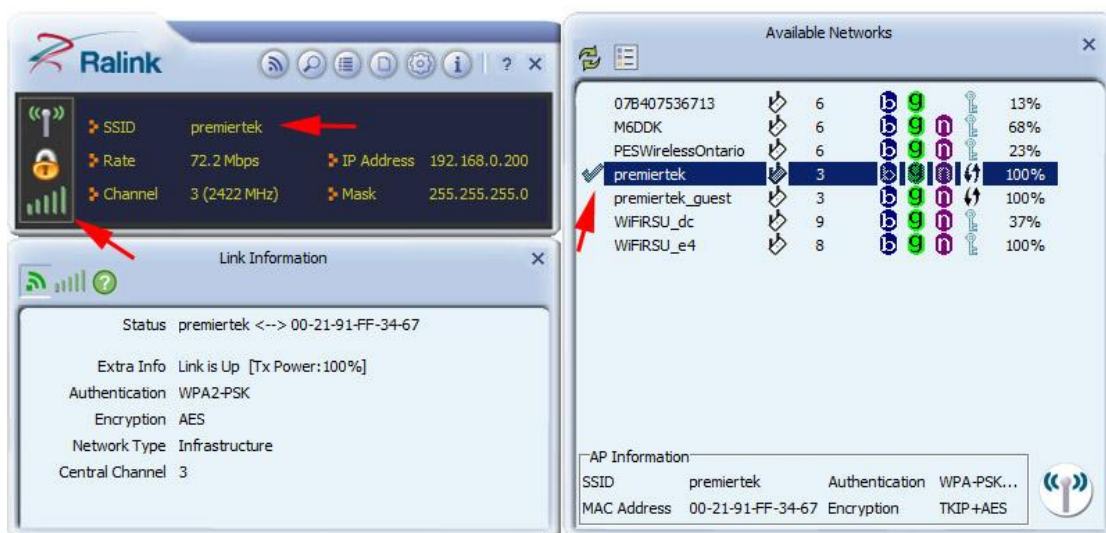 Ralink
? ×
SSID premiertek
Rate 72.2 Mbps IP Address 192.168.0.200
Channel 3 (2422 MHz) Mask 255.255.255.0
Link Information ×
?
Status premiertek <--> 00-21-91-FF-34-67
Extra Info Link is Up [Tx Power:100%]
Authentication WPA2-PSK
Encryption AES
Network Type Infrastructure
Central Channel 3
Available Networks ×
07B407536713 6 b g 13%
M6DDK 6 b g n 68%
PESWirelessOntario 6 b g n 23%
premiertek 3 b g n 100%
premiertek_guest 3 b g n 100%
WiFiRSU_dc 9 b g n 37%
WiFiRSU_e4 8 b g n 100%
AP Information
SSID premiertek Authentication WPA-PSK...
MAC Address 00-21-91-FF-34-67 Encryption TKIP+AES